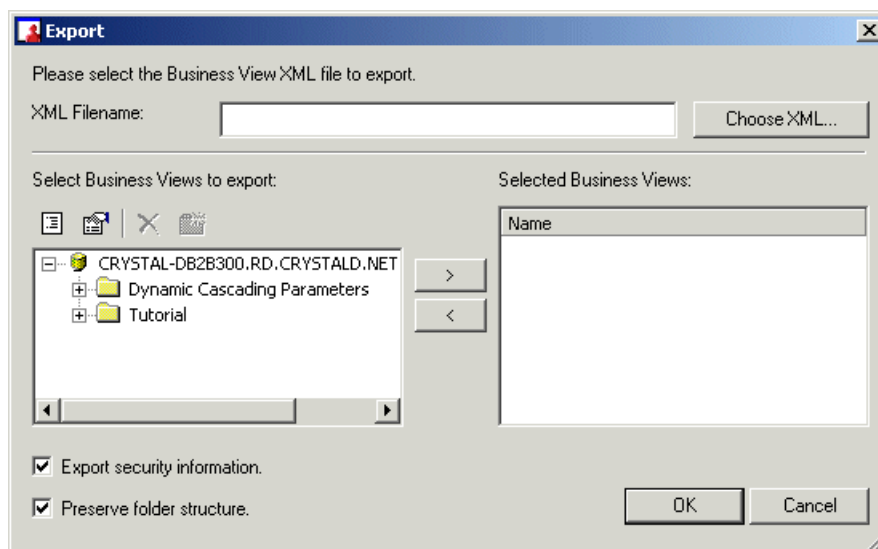 Export
Please select the Business View XML file to export.
XML Filename:
Choose XML...
Select Business Views to export:
Selected Business Views:
Name
CRYSTAL-DB2B300.RD.CRYSTALD.NET
Dynamic Cascading Parameters
Tutorial
>
<
Export security information.
Preserve folder structure.
OK
Cancel